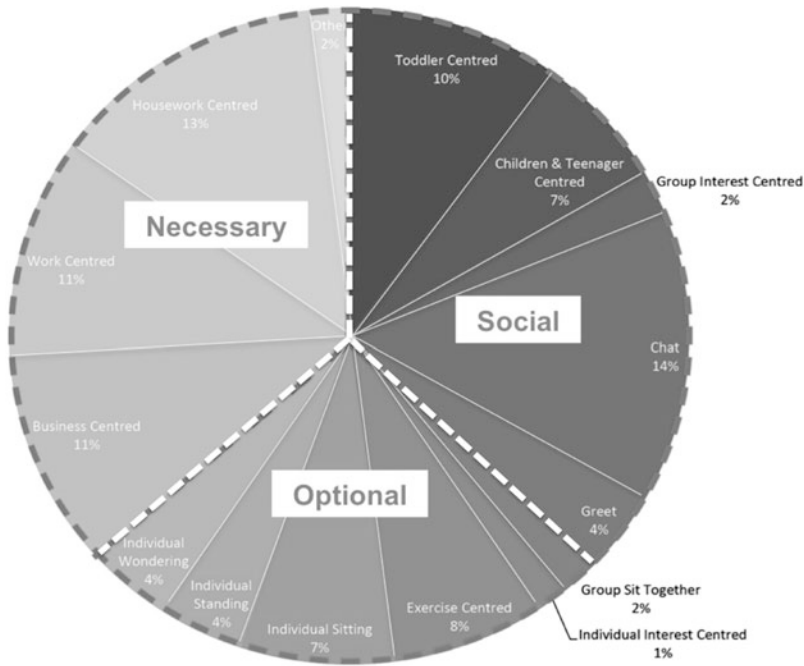 Other
2%
Toddler Centred
10%
Housework Centred
13%
Children & Teenager
Centred
7%
Group Interest Centred
2%
Necessary
Work Centred
11%
Social
Chat
14%
Business Centred
11%
Optional
Greet
4%
Individual
Wondering
4%
Individual
Standing
4%
Individual Sitting
7%
Exercise Centred
8%
Group Sit Together
2%
Individual Interest Centred
1%